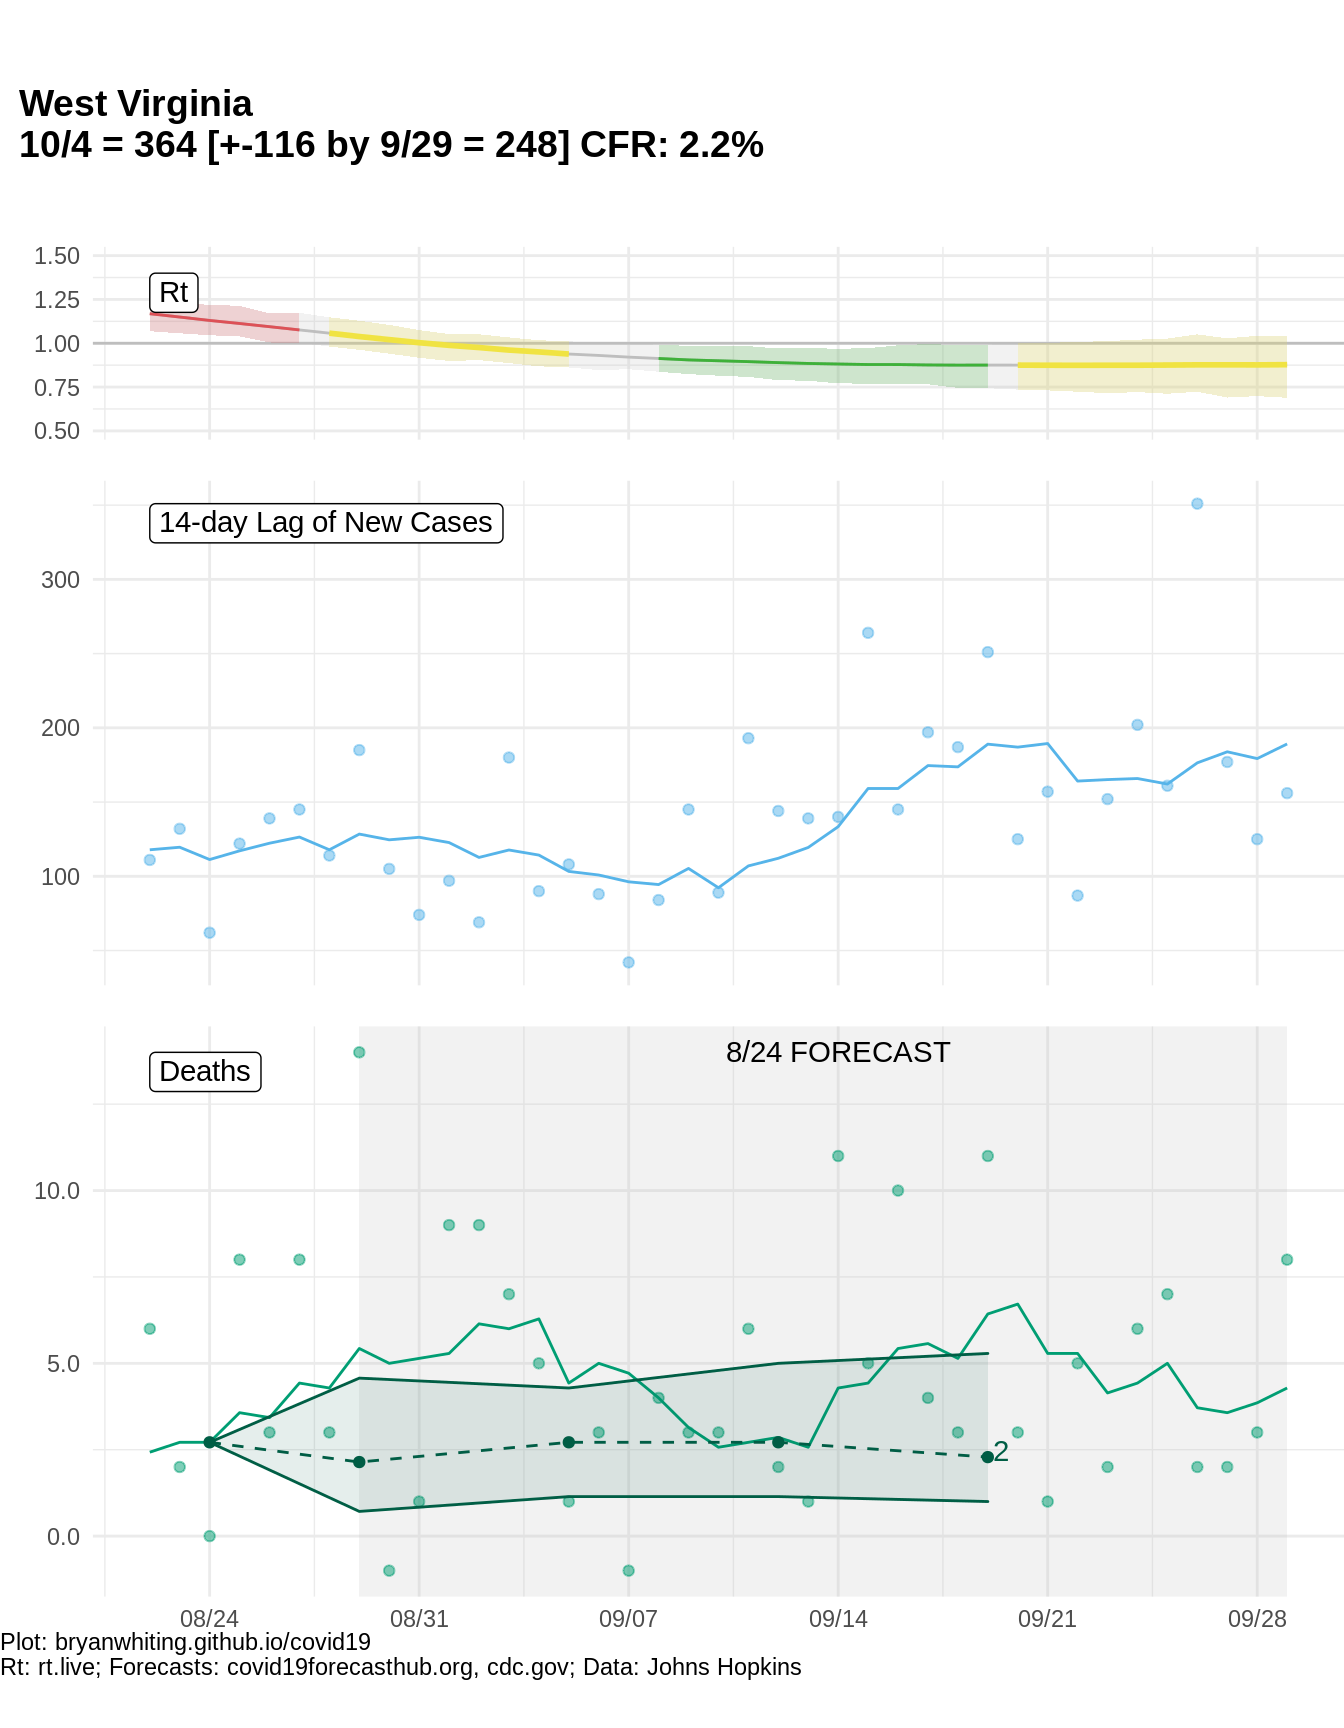 West Virginia
10/4 = 364 [+-116 by 9/29 = 248] CFR: 2.2%
1.50
1.25
1.00
0.75
0.50
Rt
14-day Lag of New Cases
300
200
100
8/24 FORECAST
Deaths
10.0
5.0
0.0
2
08/24 08/31 09/07 09/14 09/21 09/28
Plot: bryanwhiting.github.io/covid19
Rt: rt.live; Forecasts: covid19forecasthub.org, cdc.gov; Data: Johns Hopkins